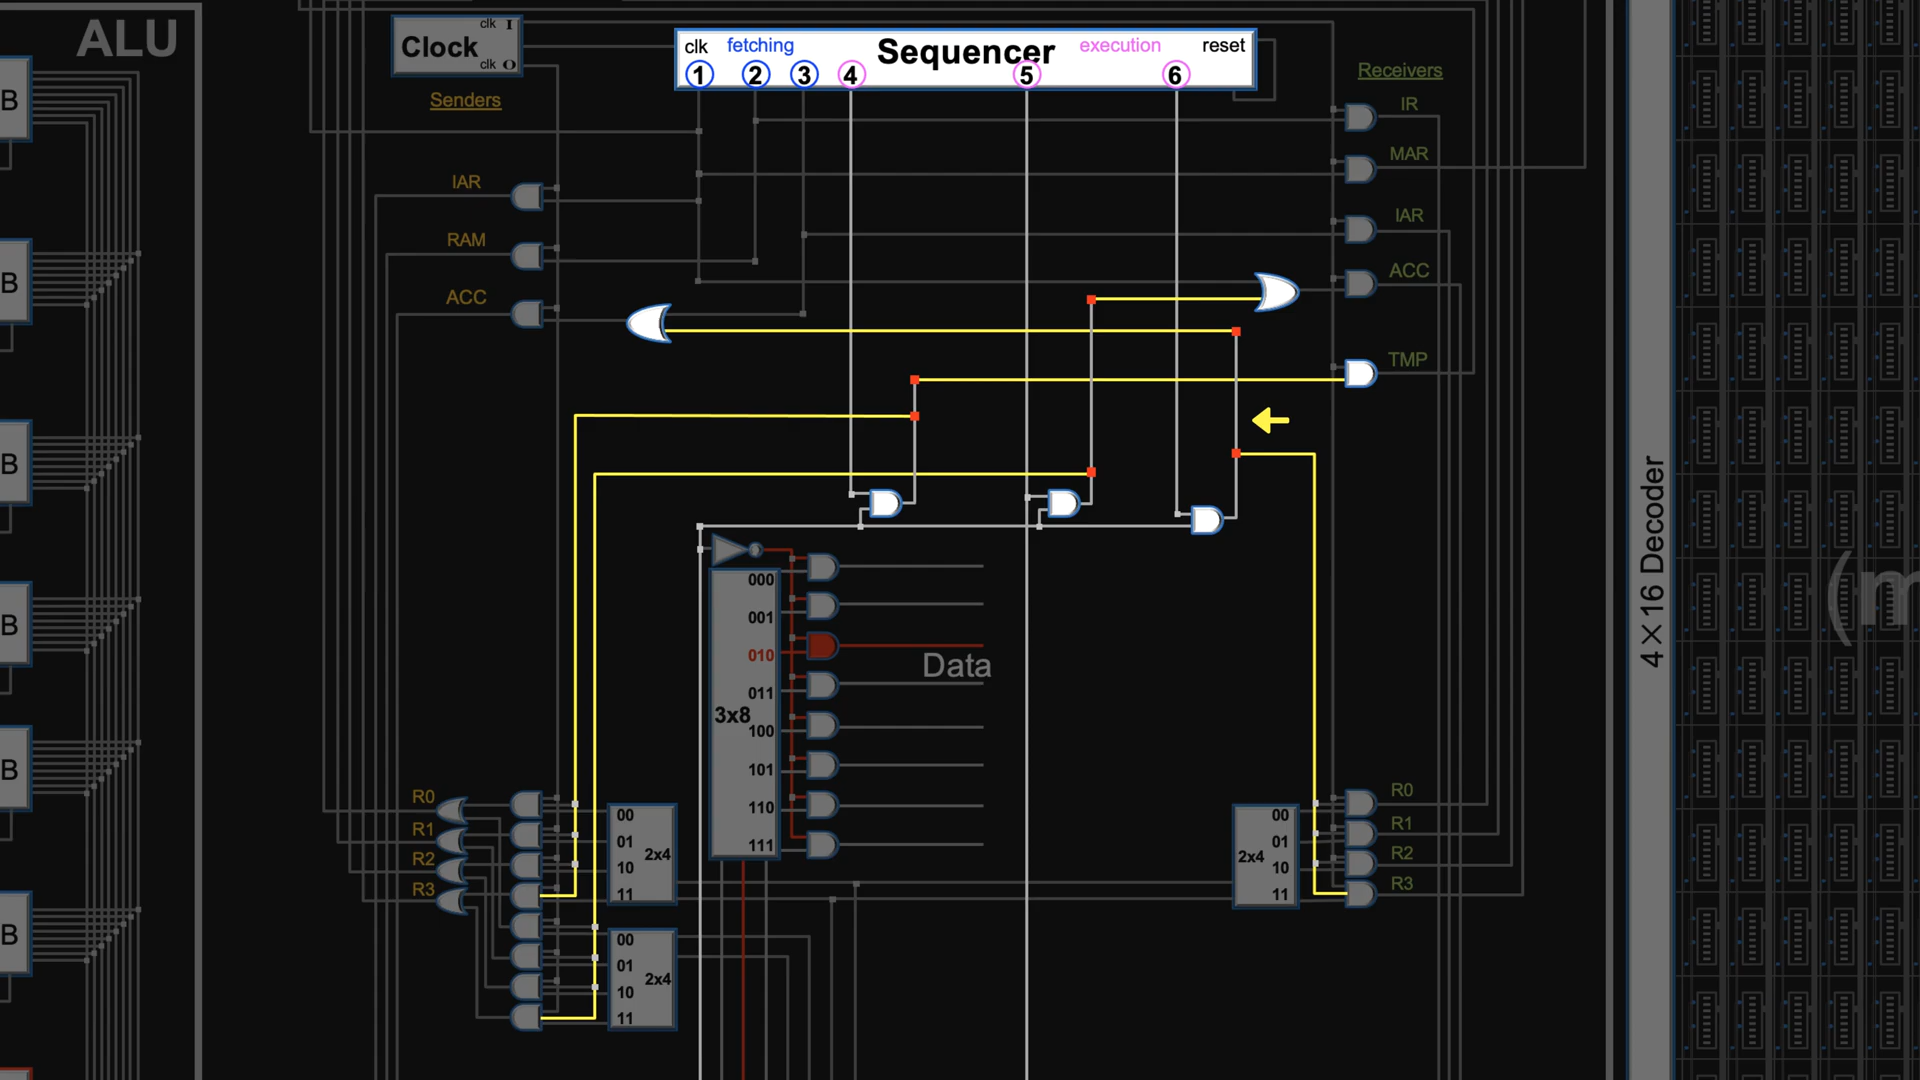 ALU
Clock
clk I
clk O
Senders
clk
fetching
Sequencer
execution
reset
1 2 3 4 5 6
Receivers
IR
MAR
IAR
ACC
TMP
IAR
RAM
ACC
B
B
B
B
B
B
000
001
010
011
100
101
110
111
3x8
Data
R0
R1
R2
R3
00
01
10
11
2x4
00
01
10
11
2x4
00
01
10
11
2x4
R0
R1
R2
R3
4×16 Decoder
(m